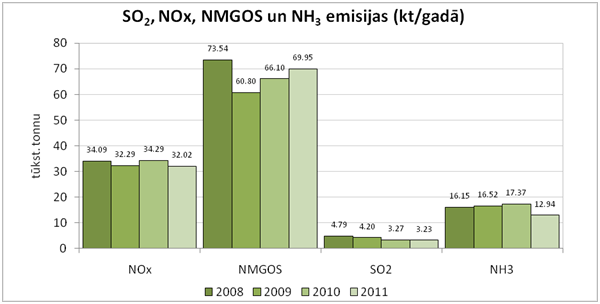 SO2, NOx, NMGOS un NH3 emisijas (kt/gadā)
tūkst. tonnu
80
70
60
50
40
30
20
10
0
34.09 32.29 34.29 32.02
73.54 60.80 66.10 69.95
4.79 4.20 3.27 3.23
16.15 16.52 17.37 12.94
NOx NMGOS SO2 NH3
2008 2009 2010 2011